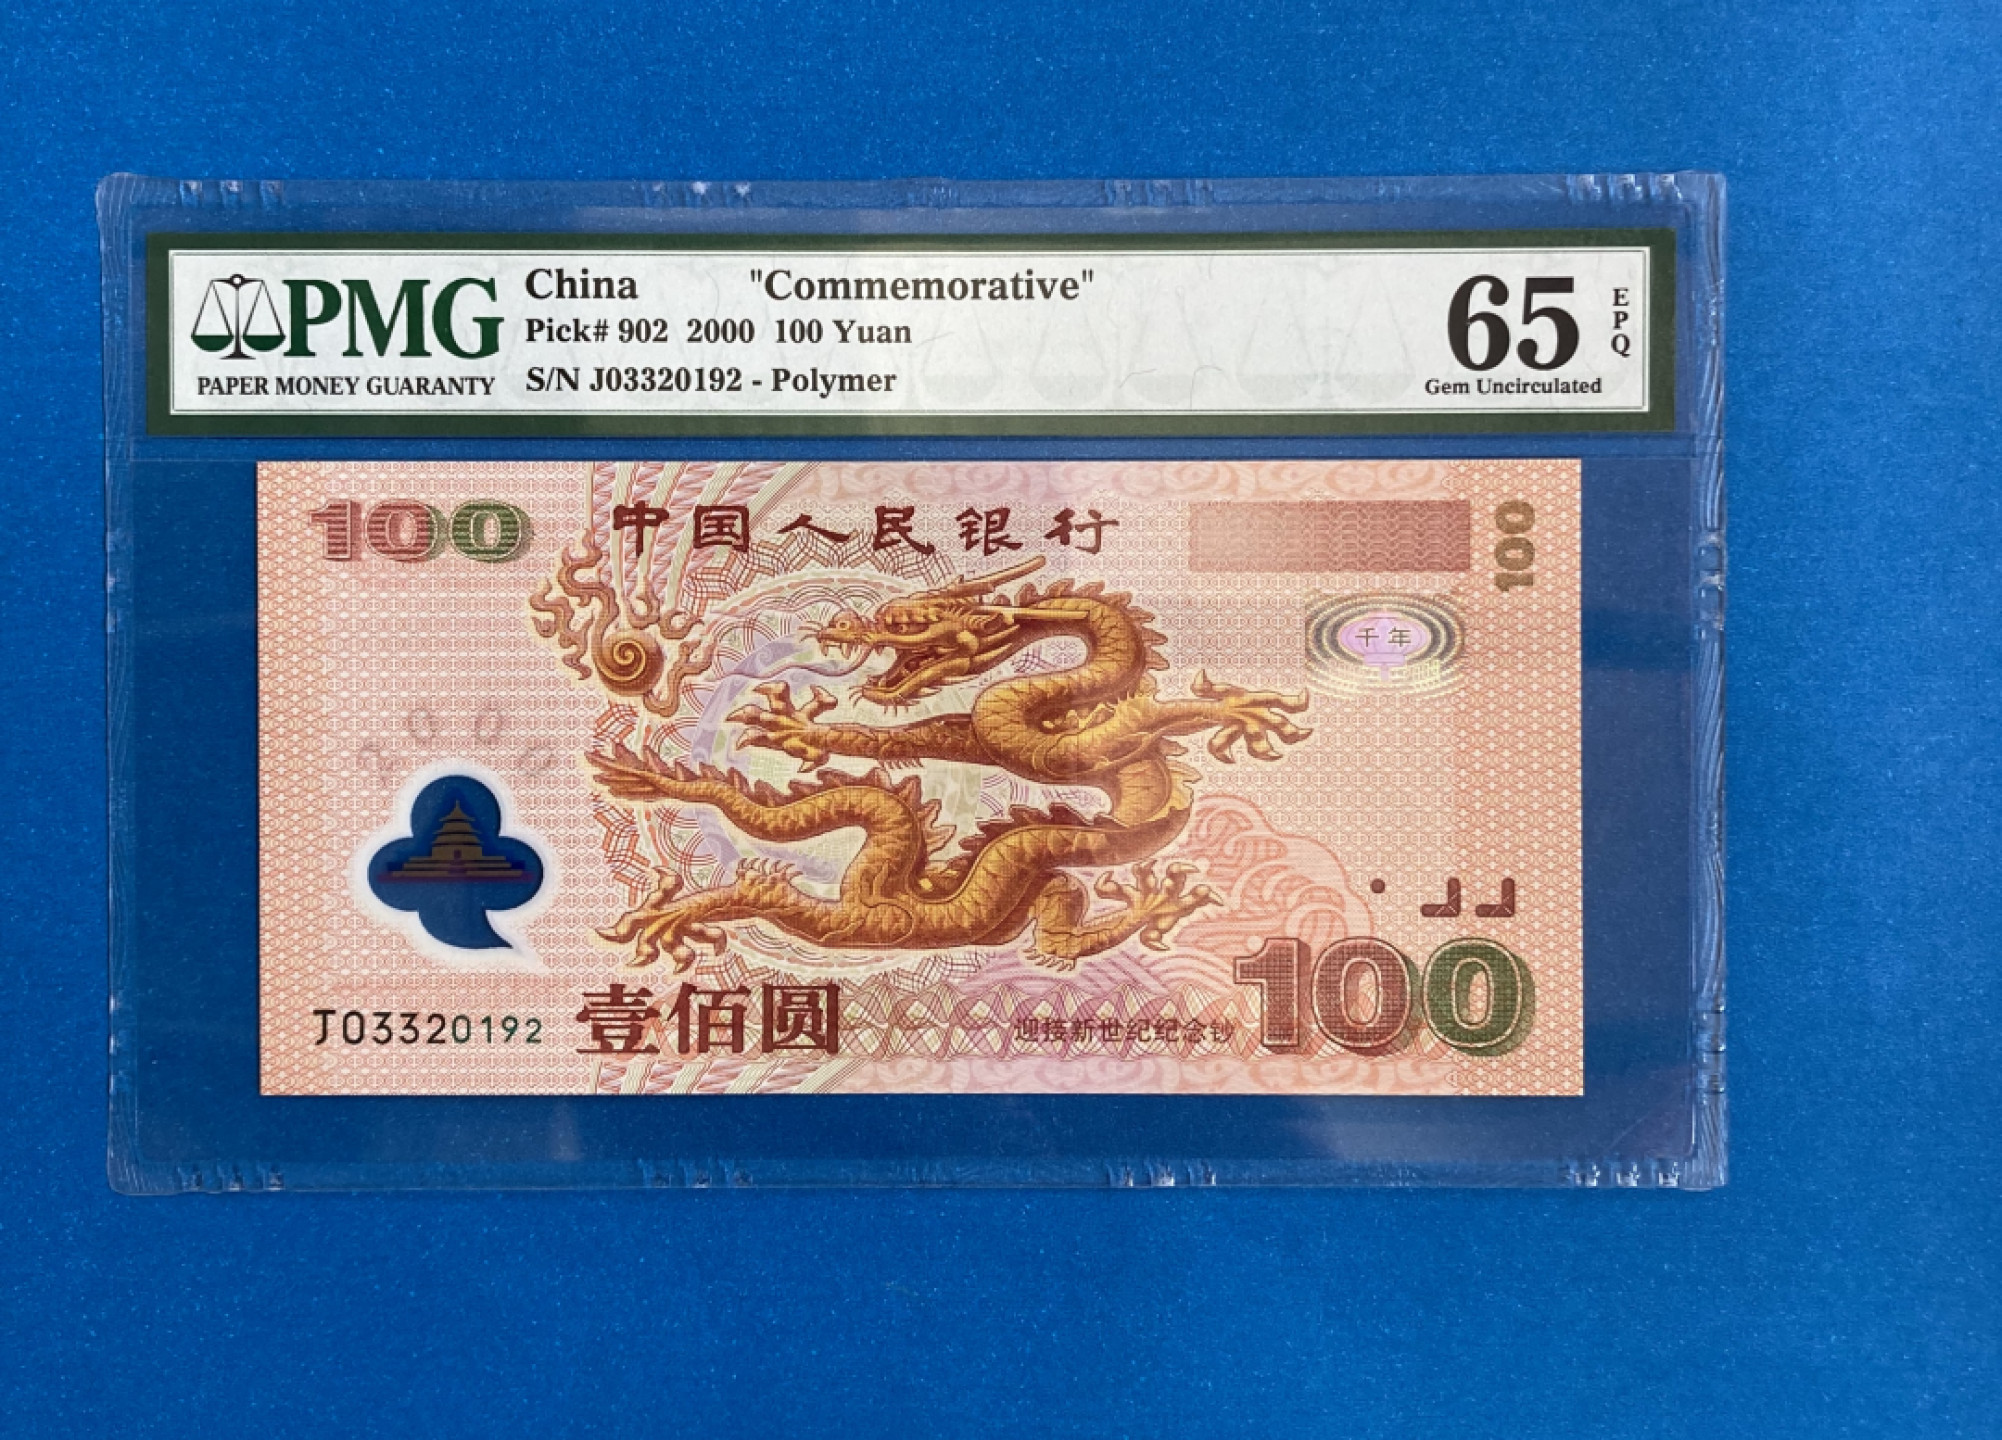 PMG
PAPER MONEY GUARANTY
China "Commemorative"
Pick# 902 2000 100 Yuan
S/N J03320192 - Polymer
65
EPQ
Gem Uncirculated
100
中国人民银行
100
千年
2000
J03320192
壹佰圆
迎接新世纪纪念钞
100